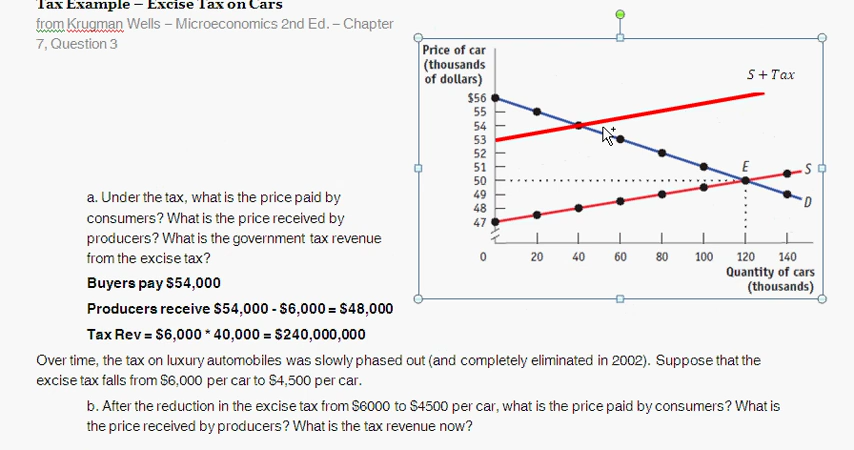 Tax Example – Excise Tax on Cars
from Krugman Wells – Microeconomics 2nd Ed. – Chapter
7, Question 3
Price of car
(thousands
of dollars)
S + Tax
$56
55
54
53
52
51
50
49
48
47
E
S
D
0 20 40 60 80 100 120 140
Quantity of cars
(thousands)
a. Under the tax, what is the price paid by
consumers? What is the price received by
producers? What is the government tax revenue
from the excise tax?
Buyers pay $54,000
Producers receive $54,000 - $6,000 = $48,000
Tax Rev = $6,000 * 40,000 = $240,000,000
Over time, the tax on luxury automobiles was slowly phased out (and completely eliminated in 2002). Suppose that the
excise tax falls from $6,000 per car to $4,500 per car.
b. After the reduction in the excise tax from $6000 to $4500 per car, what is the price paid by consumers? What is
the price received by producers? What is the tax revenue now?